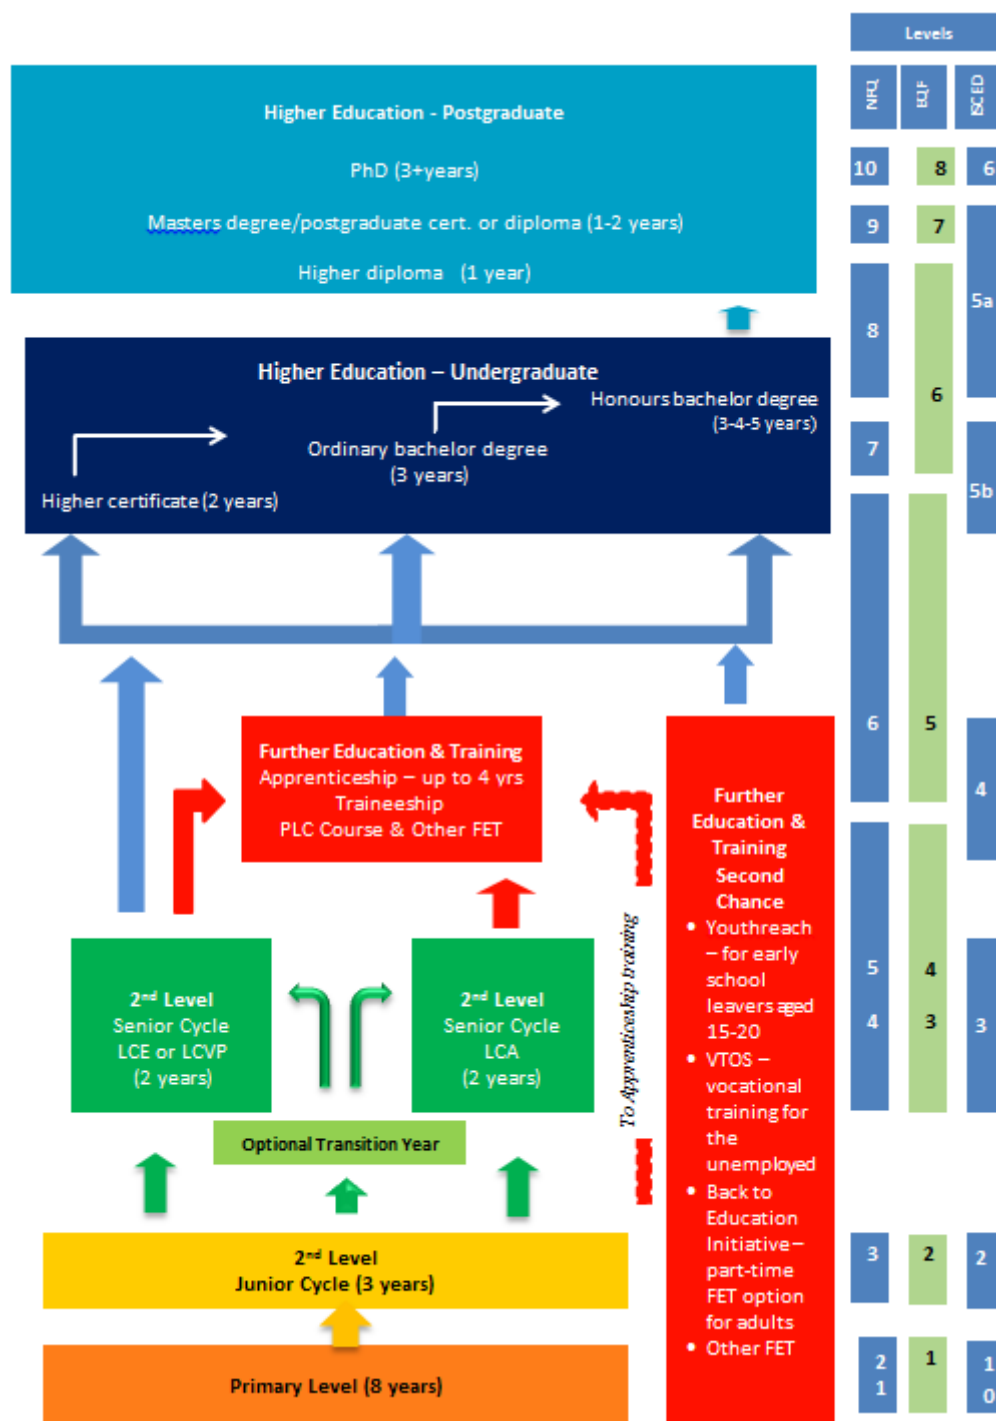 Levels
NFQ
EQF
ISCED
Higher Education - Postgraduate
PhD (3+years)
Masters degree/postgraduate cert. or diploma (1-2 years)
Higher diploma (1 year)
10
8
6
9
7
5a
8
6
Higher Education – Undergraduate
Honours bachelor degree
(3-4-5 years)
Ordinary bachelor degree
(3 years)
Higher certificate (2 years)
7
5b
6
5
4
Further Education & Training
Apprenticeship – up to 4 yrs
Traineeship
PLC Course & Other FET
Further
Education &
Training
Second
Chance
• Youthreach
– for early
school
leavers aged
15-20
• VTOS –
vocational
training for
the
unemployed
• Back to
Education
Initiative –
part-time
FET option
for adults
• Other FET
To Apprenticeship training
2nd Level
Senior Cycle
LCE or LCVP
(2 years)
2nd Level
Senior Cycle
LCA
(2 years)
5
4
4
3
3
Optional Transition Year
2nd Level
Junior Cycle (3 years)
3
2
2
Primary Level (8 years)
2
1
1
1
0